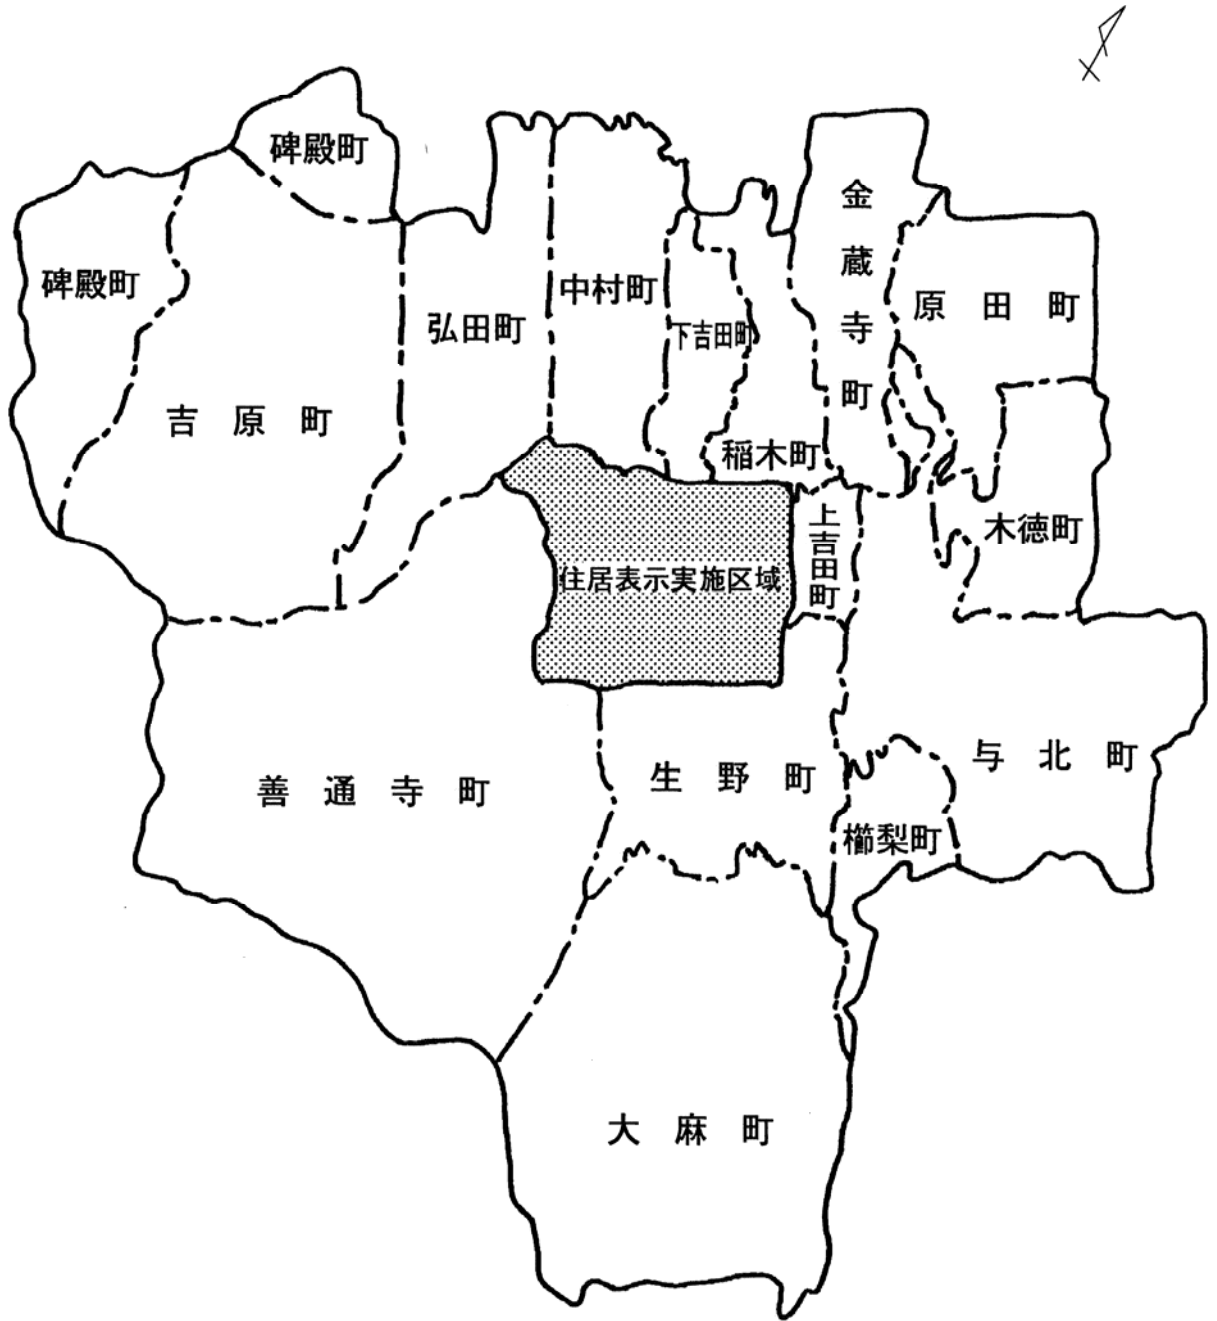 碑殿町
碑殿町
吉原町
弘田町
中村町
下吉田町
稲木町
金蔵寺町
原田町
木徳町
上吉田町
住居表示実施区域
善通寺町
生野町
与北町
櫛梨町
大麻町